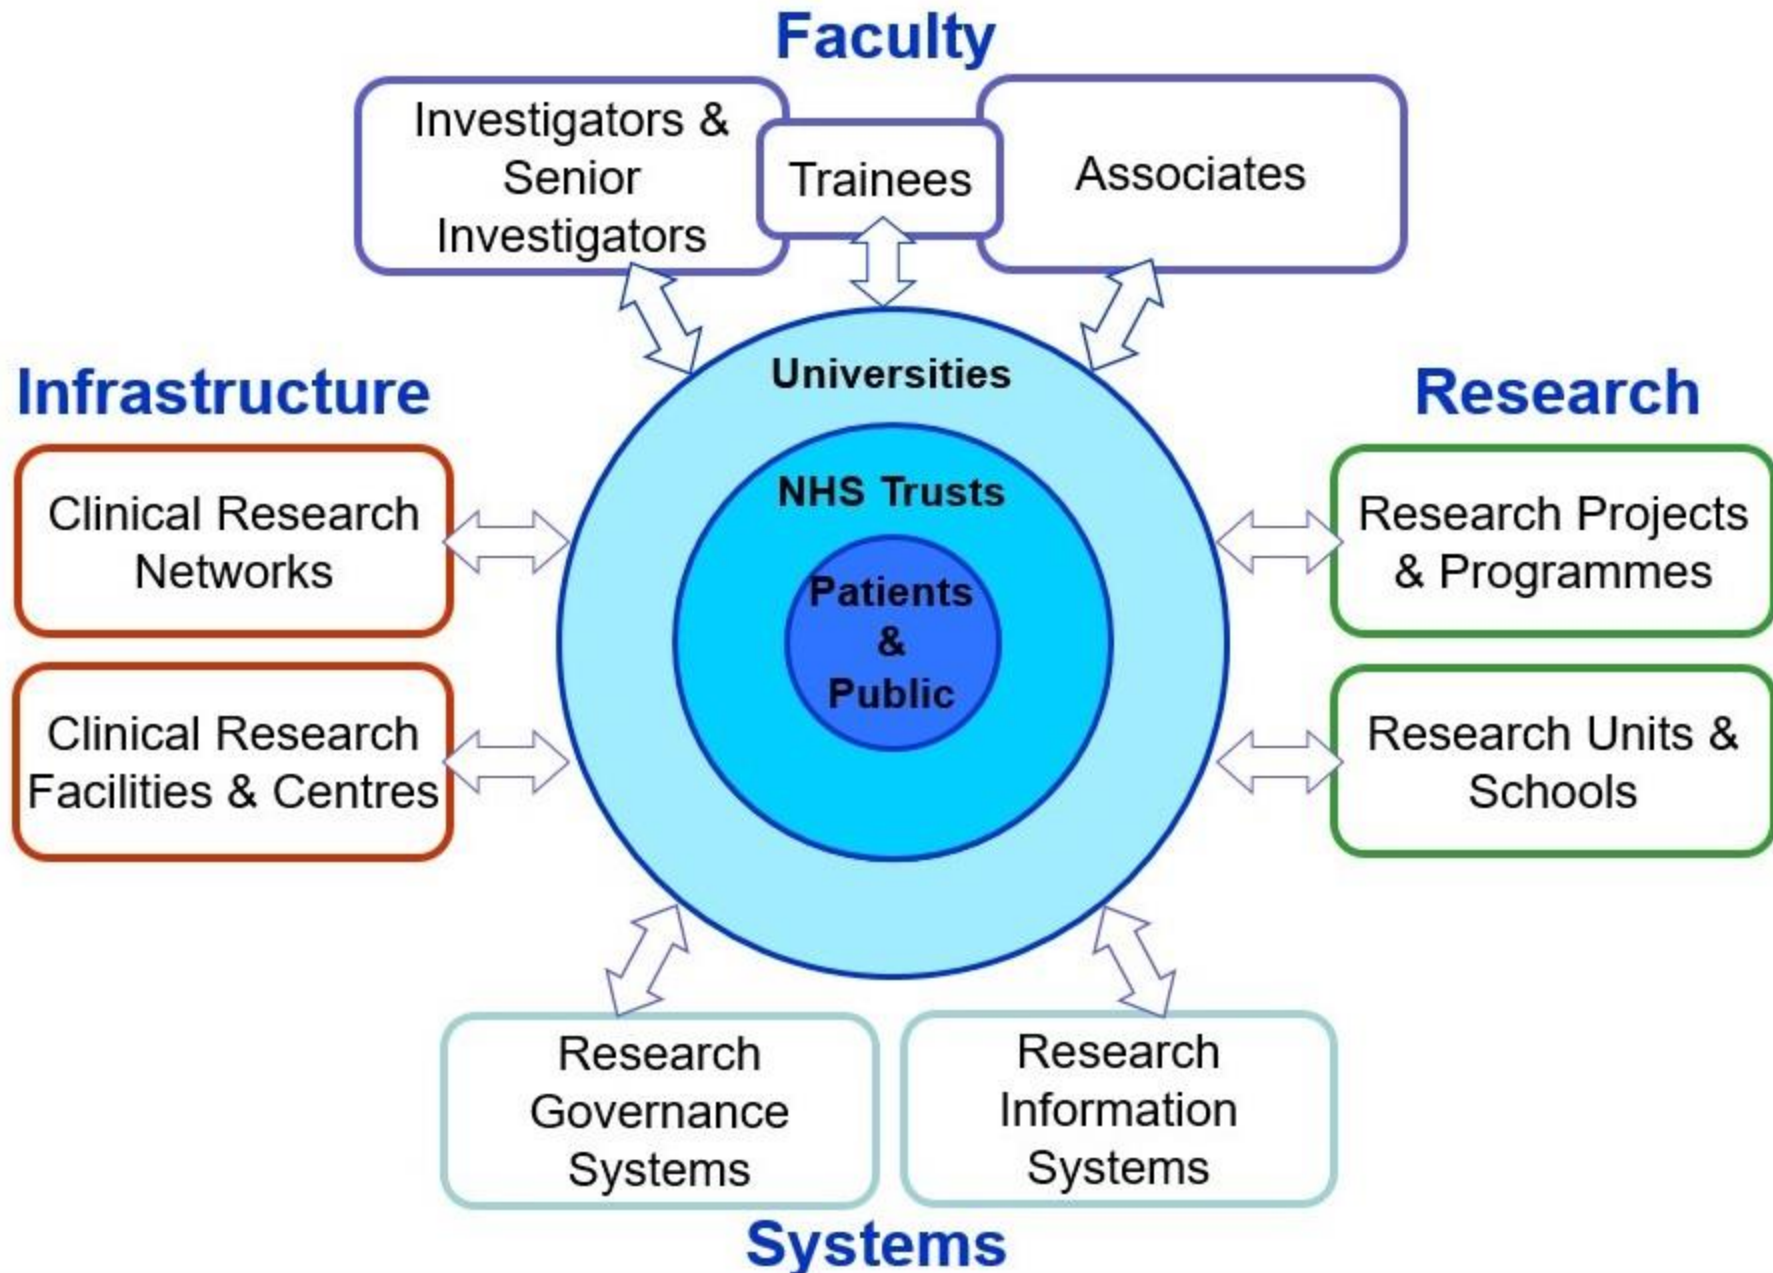 Faculty
Investigators &
Senior
Investigators
Trainees
Associates
Infrastructure
Clinical Research
Networks
Clinical Research
Facilities & Centres
Universities
NHS Trusts
Patients
&
Public
Research
Research Projects
& Programmes
Research Units &
Schools
Research
Governance
Systems
Research
Information
Systems
Systems